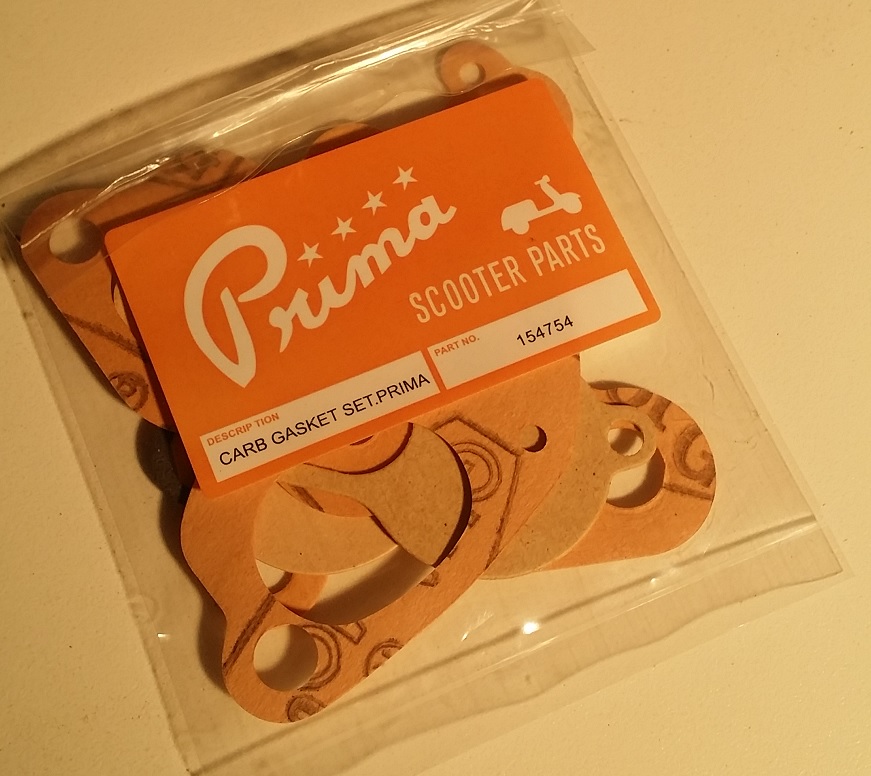 Prima
SCOOTER PARTS
DESCRIP TION
CARB GASKET SET.PRIMA
PART NO.
154754